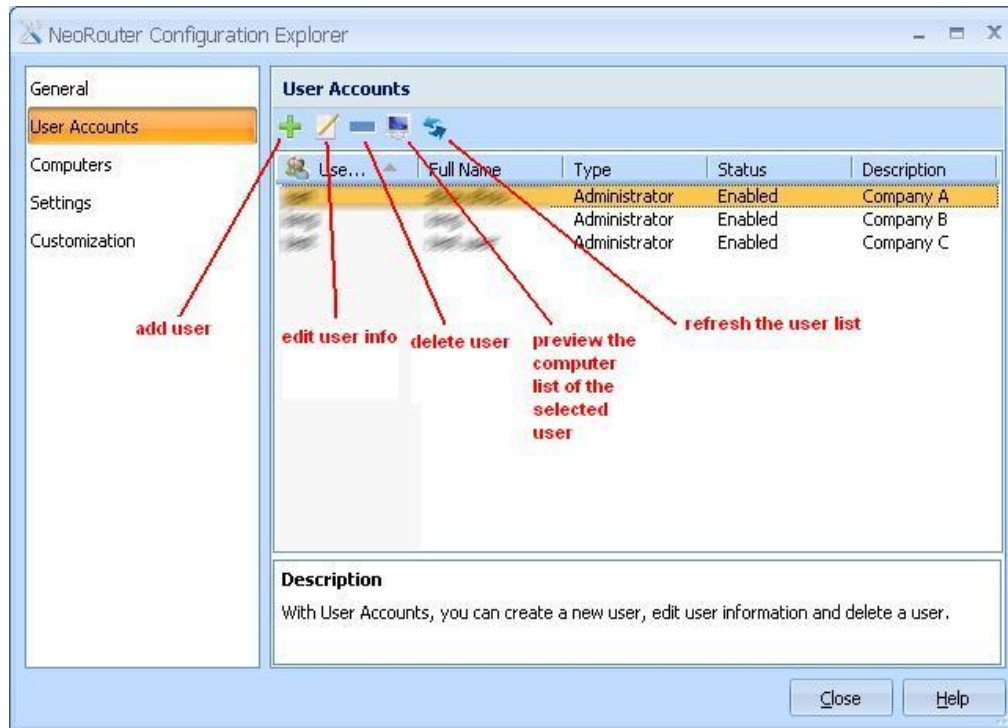 NeoRouter Configuration Explorer
General
User Accounts
Computers
Settings
Customization
User Accounts
Use... Full Name Type Status Description
Administrator Enabled Company A
Administrator Enabled Company B
Administrator Enabled Company C
add user
edit user info
delete user
preview the
computer
list of the
selected
user
refresh the user list
Description
With User Accounts, you can create a new user, edit user information and delete a user.
Close
Help